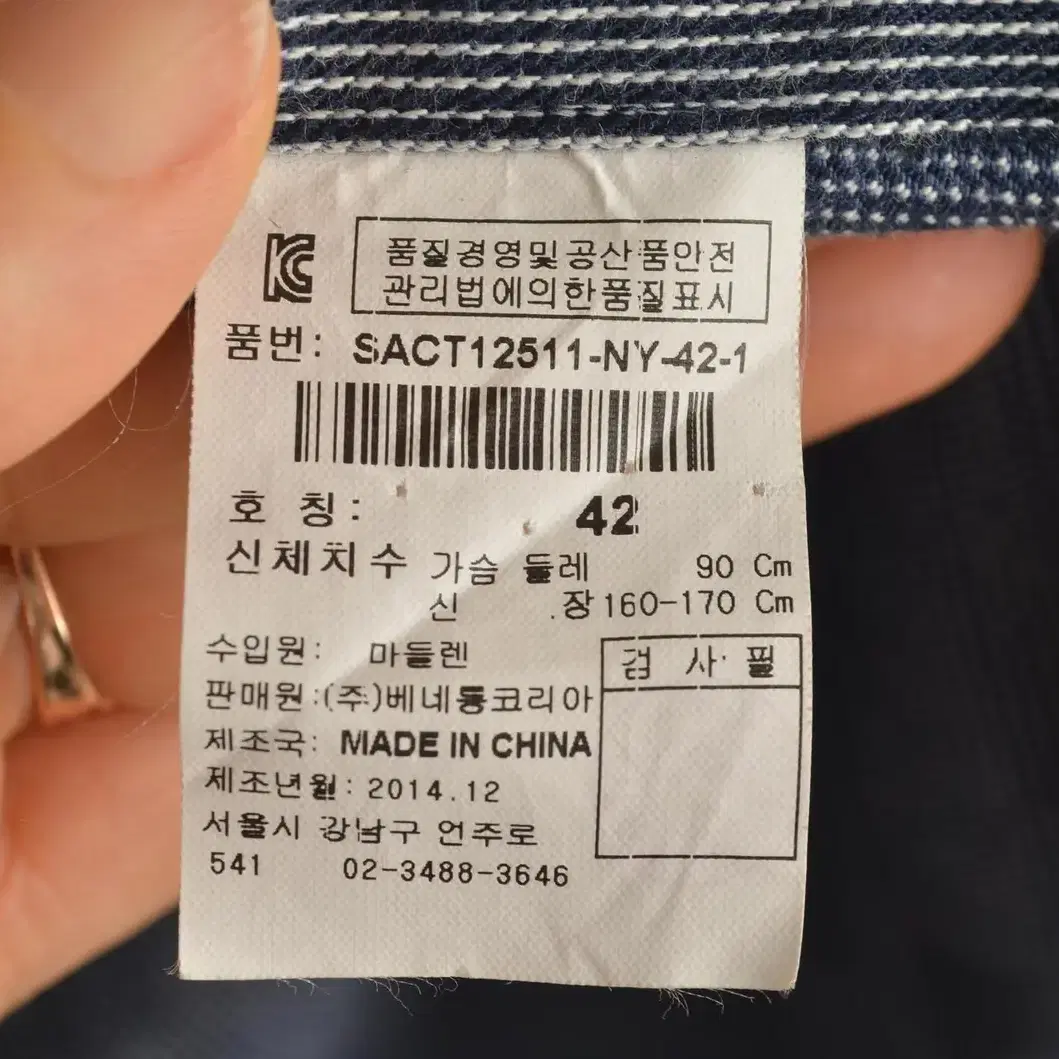 KC
품질경영및공산품안전
관리법에의한품질표시
품번: SACT12511-NY-42-1
호 칭: 42
신체치수 가슴 들레 90 Cm
신 .장 160-170 Cm
수입원: 마들렌
검 사 필
판매원:(주)베네통코리아
제조국: MADE IN CHINA
제조년월: 2014.12
서울시 강남구 언주로
541 02-3488-3646